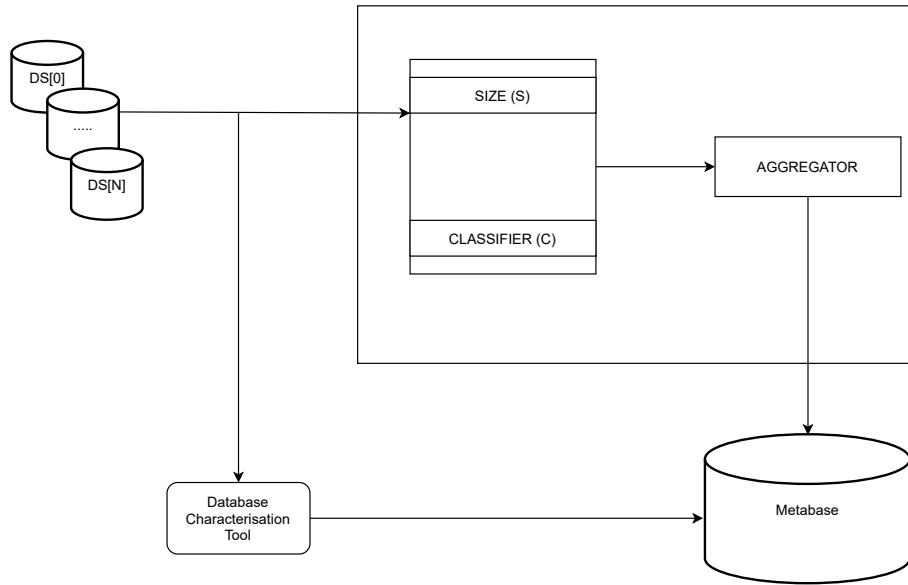 DS[0]
.....
DS[N]
SIZE (S)
CLASSIFIER (C)
AGGREGATOR
Database
Characterisation
Tool
Metabase